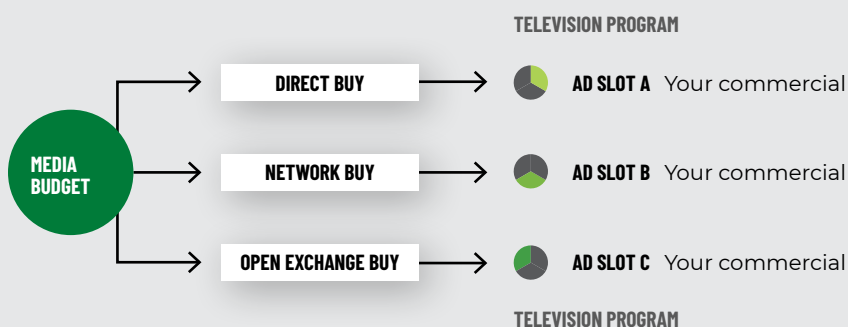 TELEVISION PROGRAM
DIRECT BUY
AD SLOT A Your commercial
MEDIA
BUDGET
NETWORK BUY
AD SLOT B Your commercial
OPEN EXCHANGE BUY
AD SLOT C Your commercial
TELEVISION PROGRAM